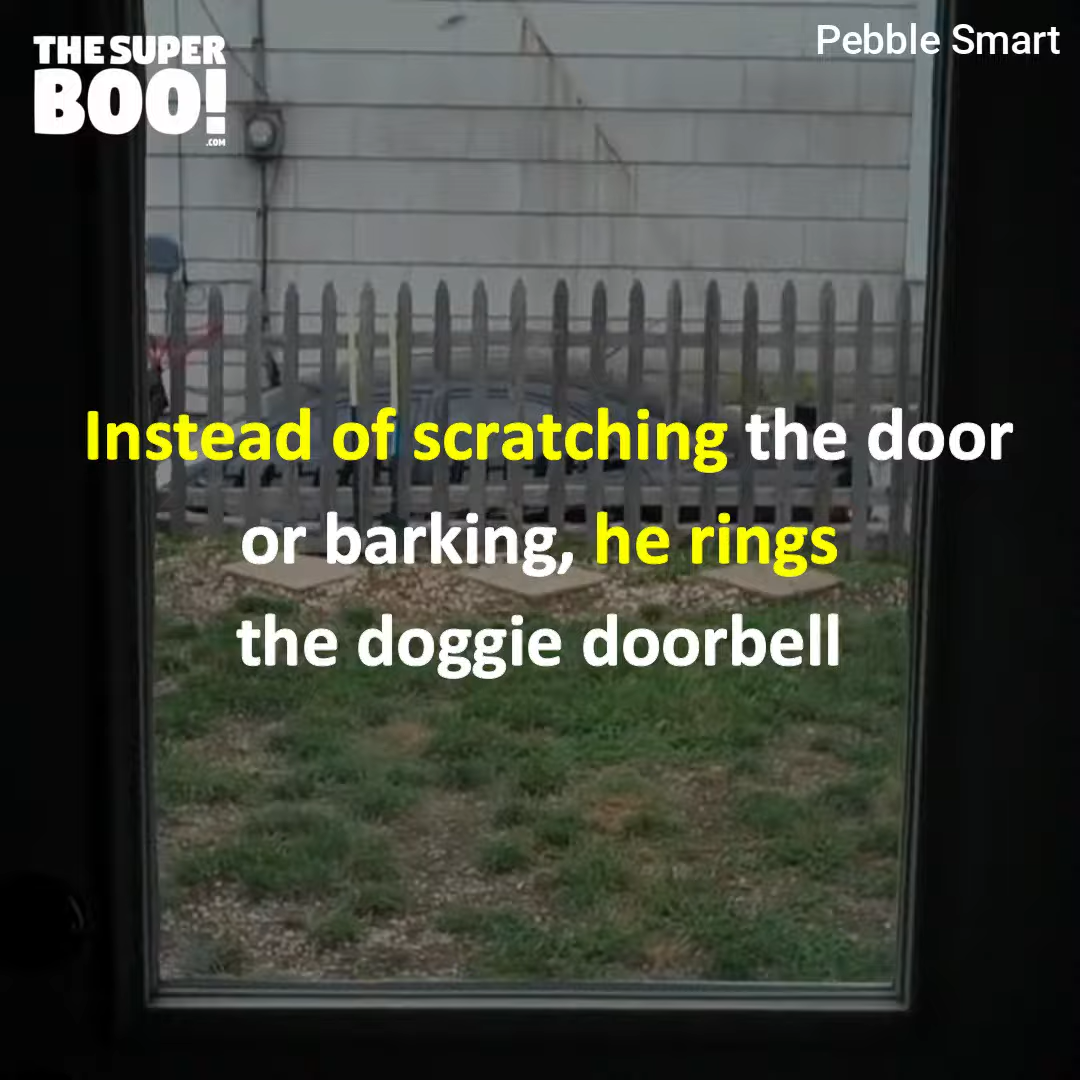 THE SUPER
BOO!
.COM
Pebble Smart
Instead of scratching the door
or barking, he rings
the doggie doorbell